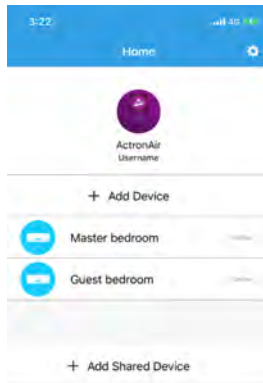 3:22
4G
Home
ActronAir
Username
+ Add Device
Master bedroom
Guest bedroom
+ Add Shared Device